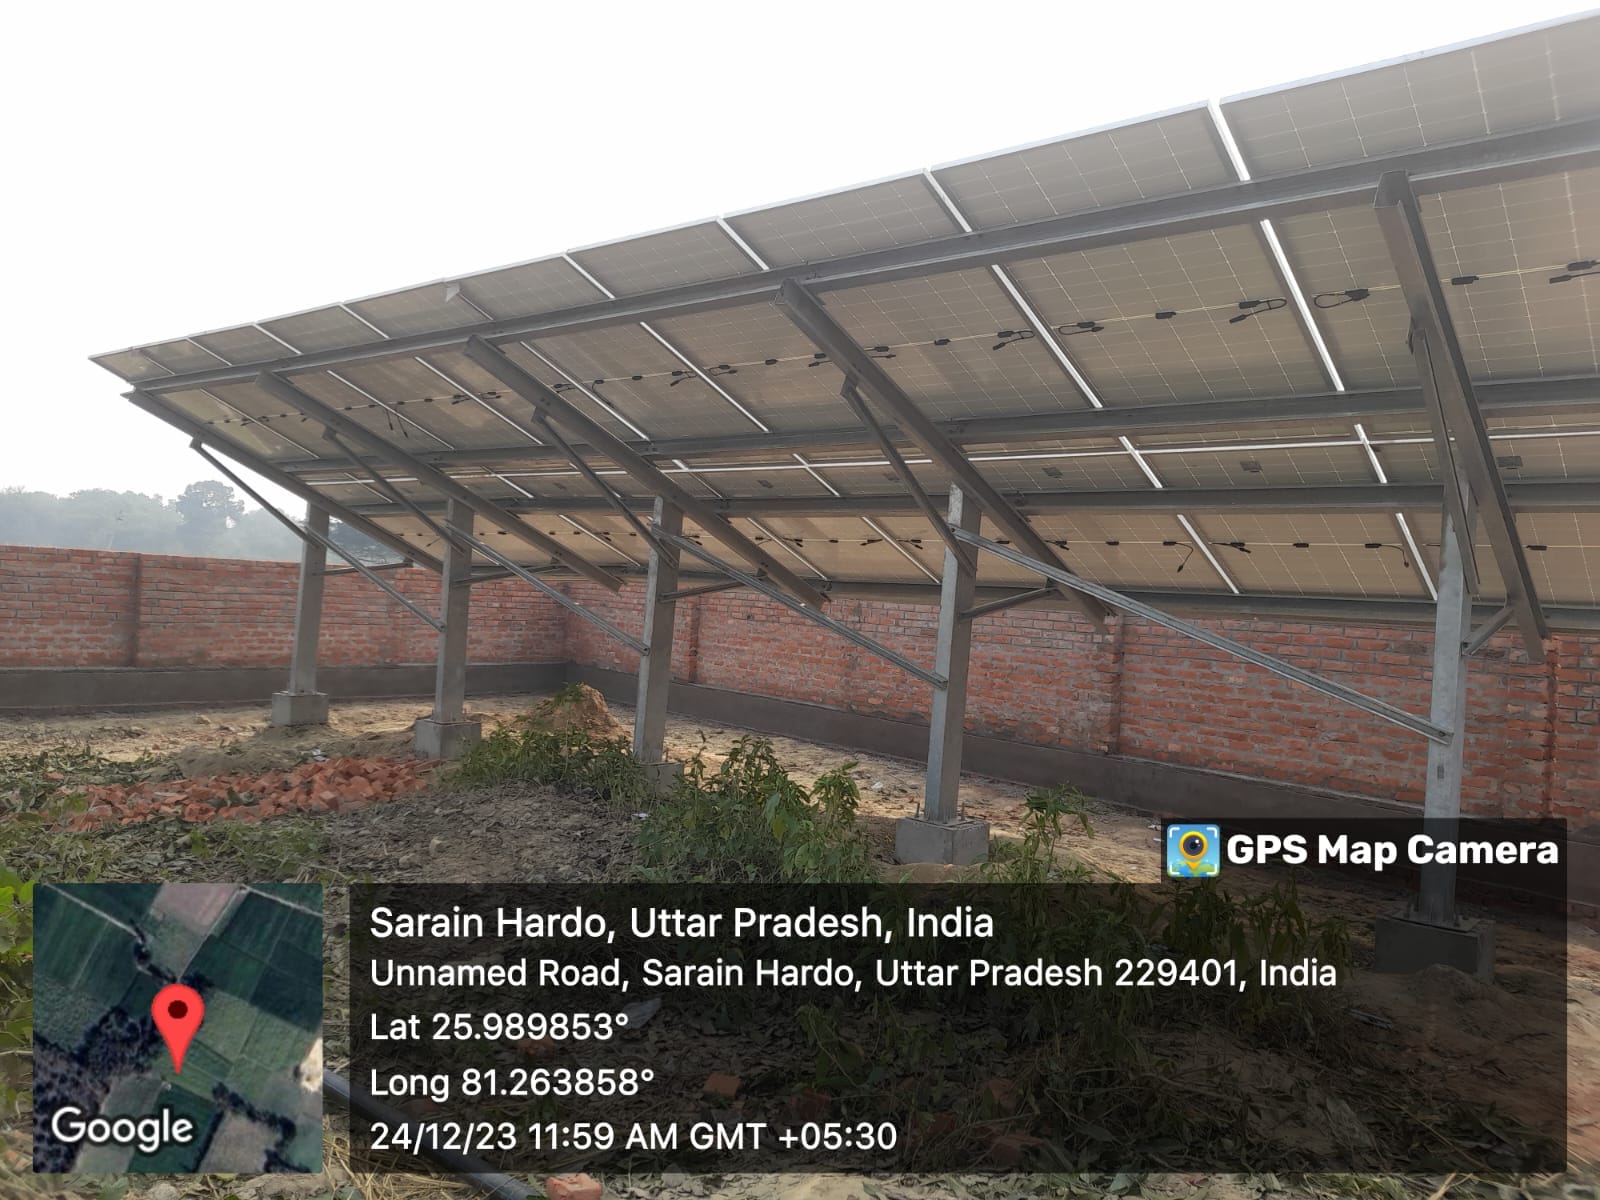 GPS Map Camera
Sarain Hardo, Uttar Pradesh, India
Unnamed Road, Sarain Hardo, Uttar Pradesh 229401, India
Lat 25.989853°
Long 81.263858°
24/12/23 11:59 AM GMT +05:30
Google